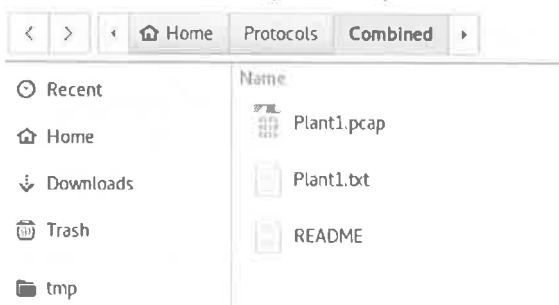 Home Protocols Combined
Recent
Home
Downloads
Trash
tmp
Name
Plant1.pcap
Plant1.txt
README